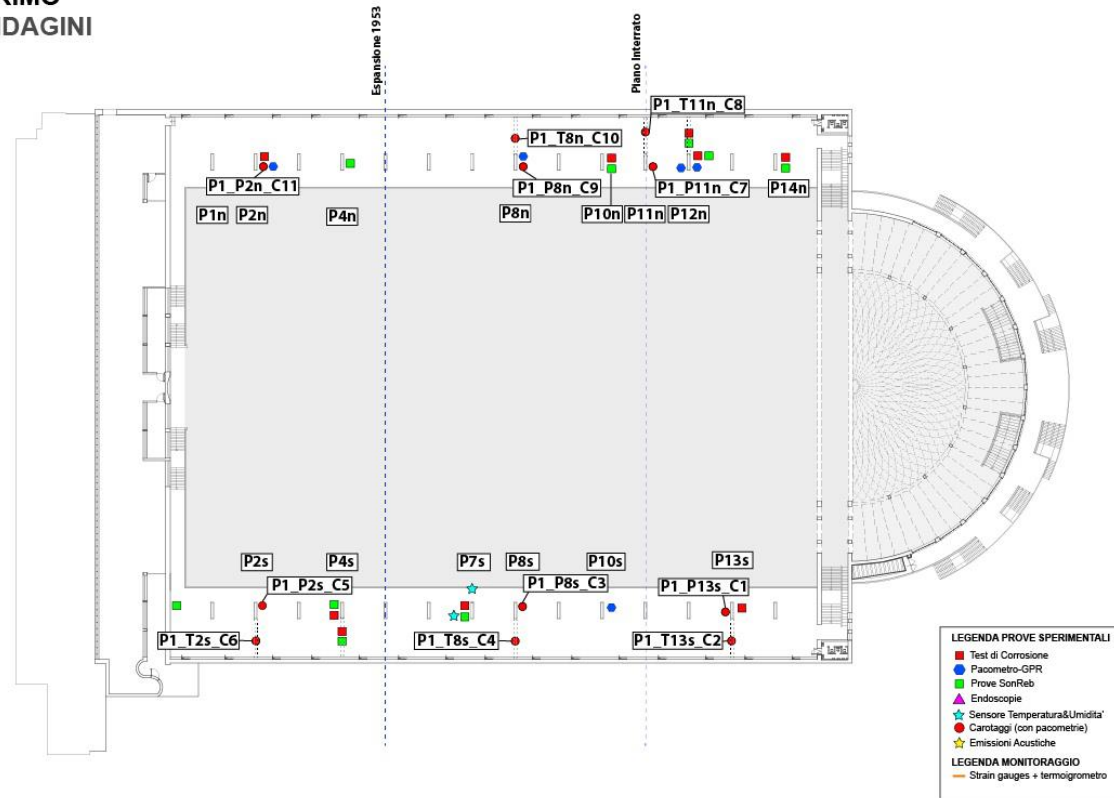 NDAGINI
Espansione 1953
Piano Interrato
P1_T11n_C8
P1_T8n_C10
P1_P2n_C11
P1_P8n_C9
P1_P11n_C7
P14n
P1n
P2n
P4n
P8n
P10n
P11n
P12n
P2s
P4s
P7s
P8s
P10s
P13s
P1_P2s_C5
P1_P8s_C3
P1_P13s_C1
P1_T2s_C6
P1_T8s_C4
P1_T13s_C2
LEGENDA PROVE SPERIMENTALI
Test di Corrosione
Pacometro-GPR
Prove SonReb
Endoscopie
Sensore Temperatura&Umidita'
Carotaggi (con pacometrie)
Emissioni Acustiche
LEGENDA MONITORAGGIO
Strain gauges + termoigrometro